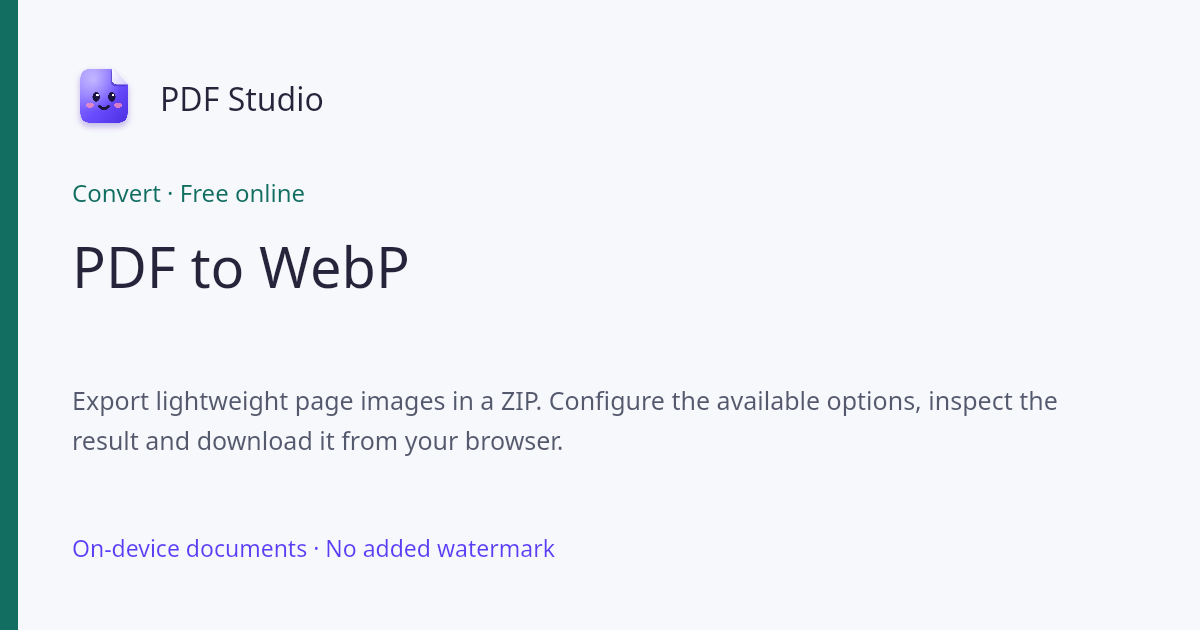 PDF Studio
Convert · Free online
PDF to WebP
Export lightweight page images in a ZIP. Configure the available options, inspect the
result and download it from your browser.
On-device documents · No added watermark